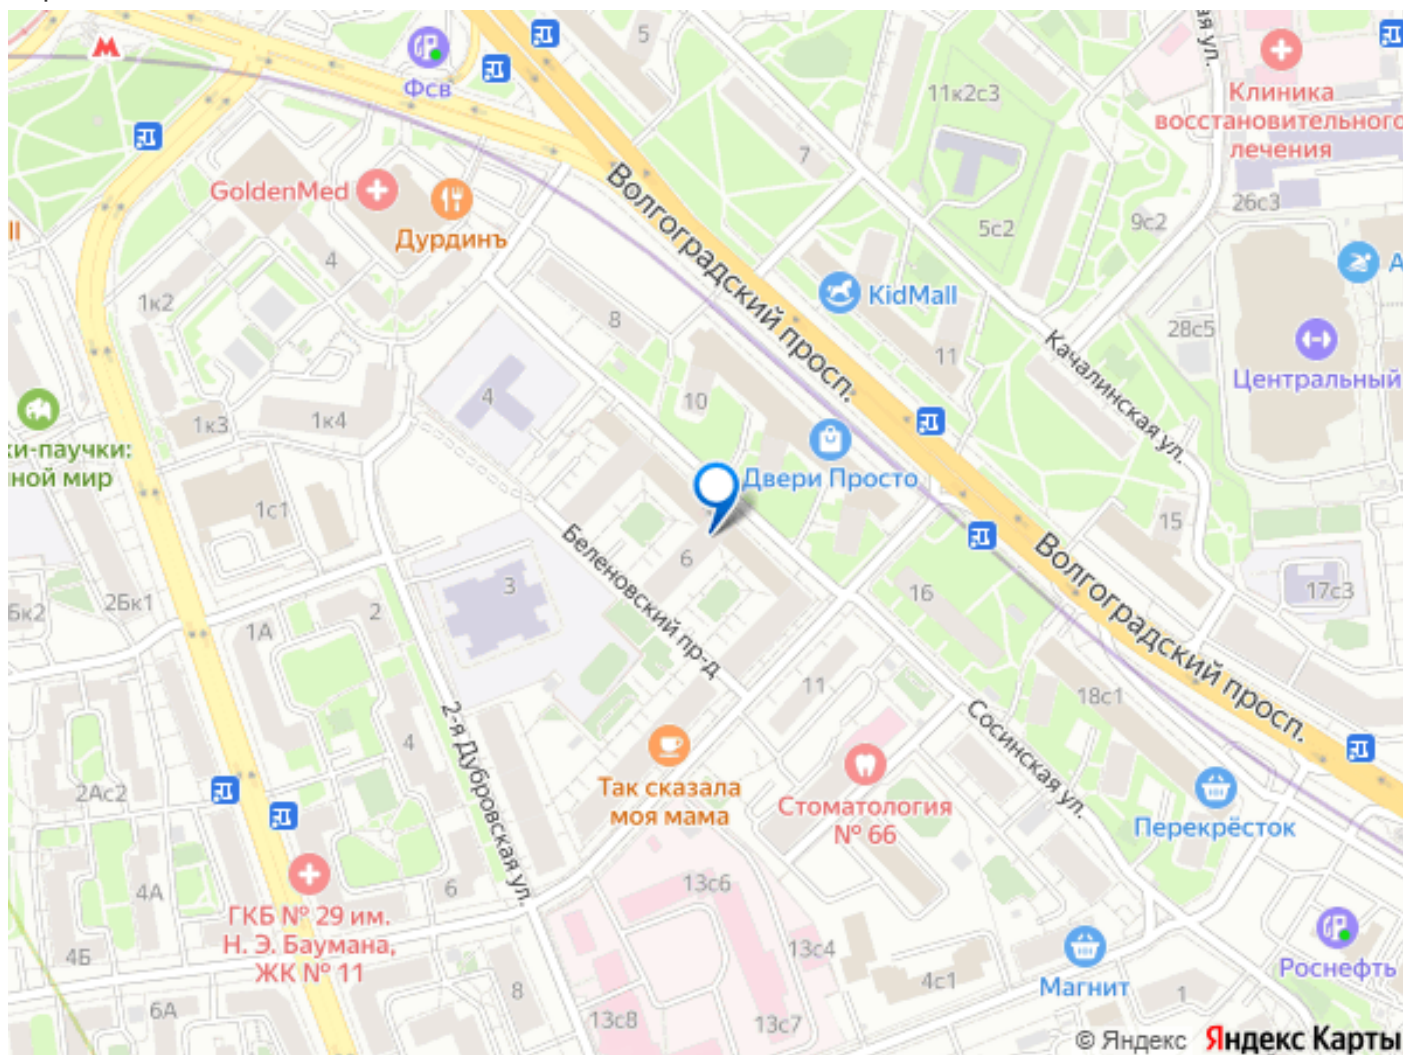 5
Фсв
11к2с3
Клиника
восстановительного
лечения
ая ул.
7
GoldenMed
Дурдинъ
4
1к2
Волгоградский просп.
5с2
9с2
26с3
KidMall
28с5
Центральный
8
11
Качалинская ул.
10
4
1к3
1к4
ки-паучки:
ной мир
Двери Просто
1с1
15
Беленовский пр-д
6
Волгоградский просп.
3
16
17с3
6к2
2Бк1
1А
2
11
18с1
2-я Дубровская ул.
4
Сосинская ул.
2Ас2
Так сказала
моя мама
Стоматология
№ 66
Перекрёсток
4А
6
13с6
ГКБ № 29 им.
Н. Э. Баумана,
ЖК № 11
4Б
13с4
4с1
Магнит
Роснефть
8
1
6А
13с8
13с7
© Яндекс Яндекс Карты